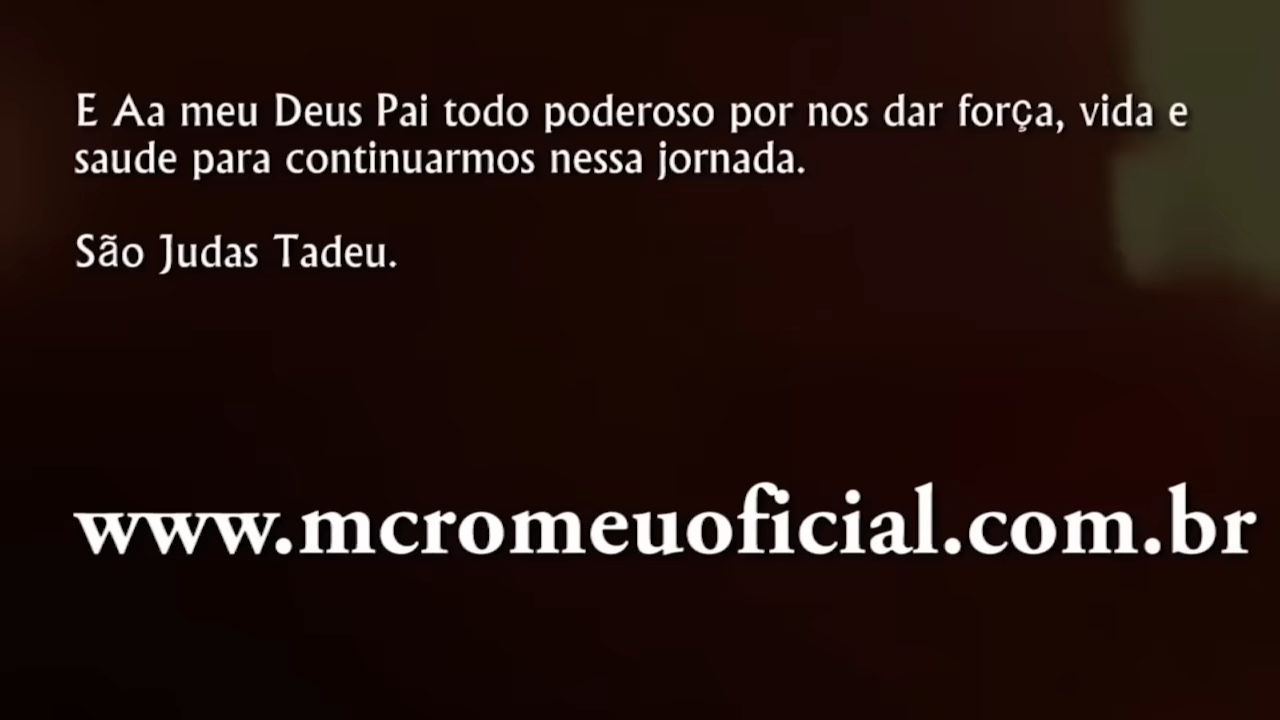 E Aa meu Deus Pai todo poderoso por nos dar força, vida e
saude para continuarmos nessa jornada.
São Judas Tadeu.
www.mcromeuoficial.com.br